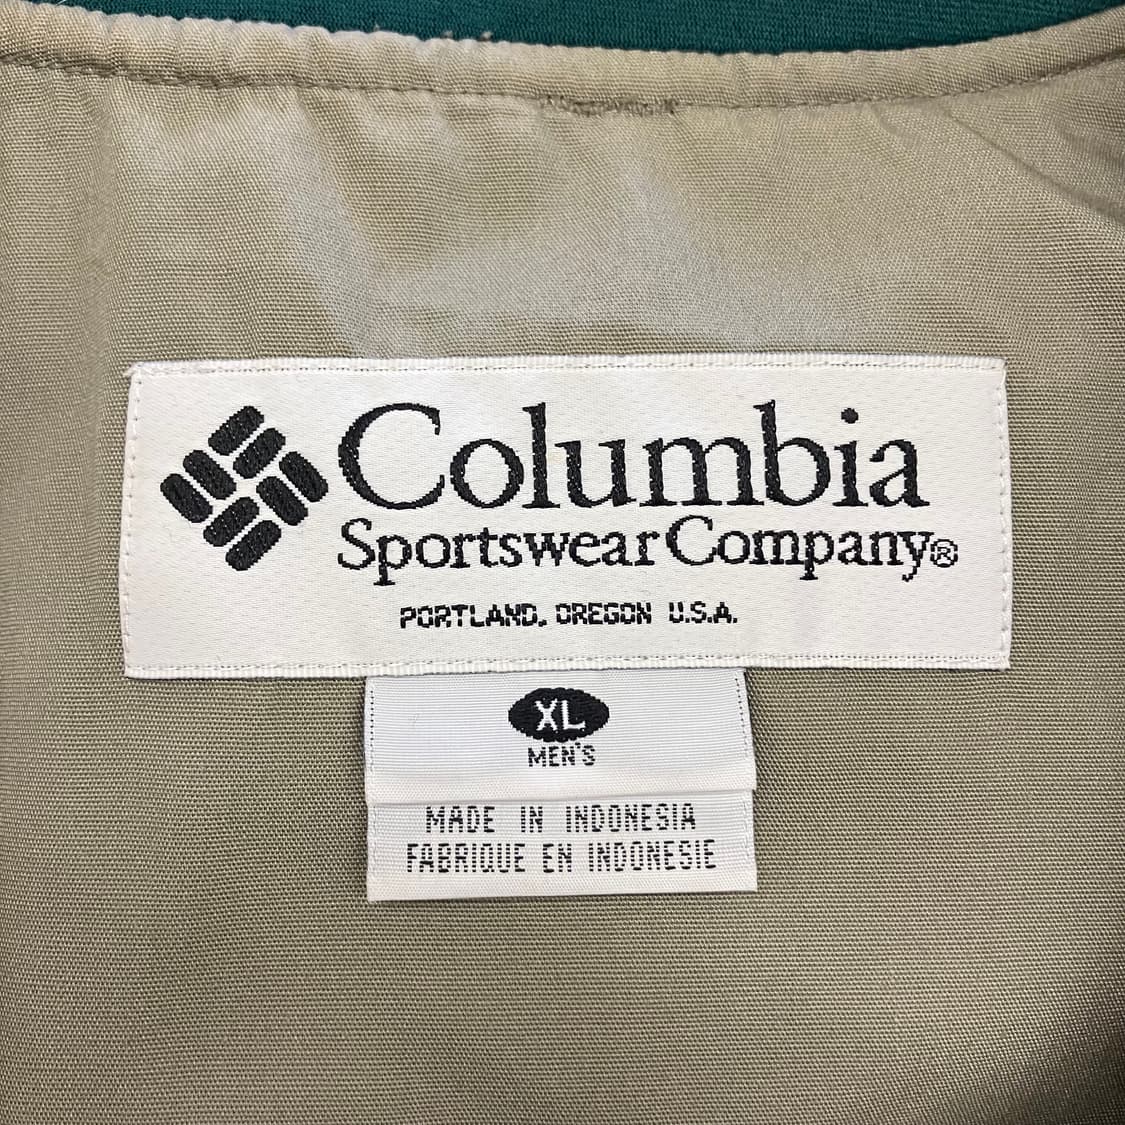 Columbia
Sportswear Company®
PORTLAND, OREGON U.S.A.
XL
MEN'S
MADE IN INDONESIA
FABRIQUE EN INDONESIE